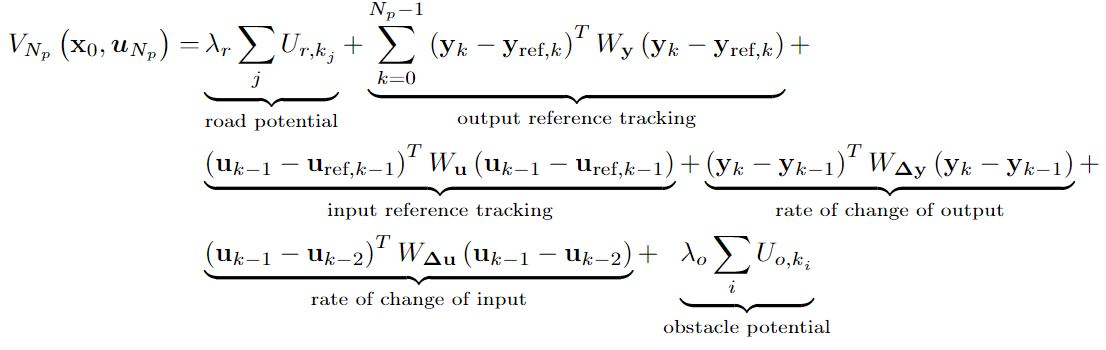 V_{N_p} (x_0, u_{N_p}) = λ_r ∑_j U_{r,k_j} + ∑_{k=0}^{N_p−1} (y_k − y_{ref,k})^T W_y (y_k − y_{ref,k}) +
road potential output reference tracking
(u_{k−1} − u_{ref,k−1})^T W_u (u_{k−1} − u_{ref,k−1}) + (y_k − y_{k−1})^T W_{Δy} (y_k − y_{k−1}) +
input reference tracking rate of change of output
(u_{k−1} − u_{k−2})^T W_{Δu} (u_{k−1} − u_{k−2}) + λ_o ∑_i U_{o,k_i}
rate of change of input
obstacle potential